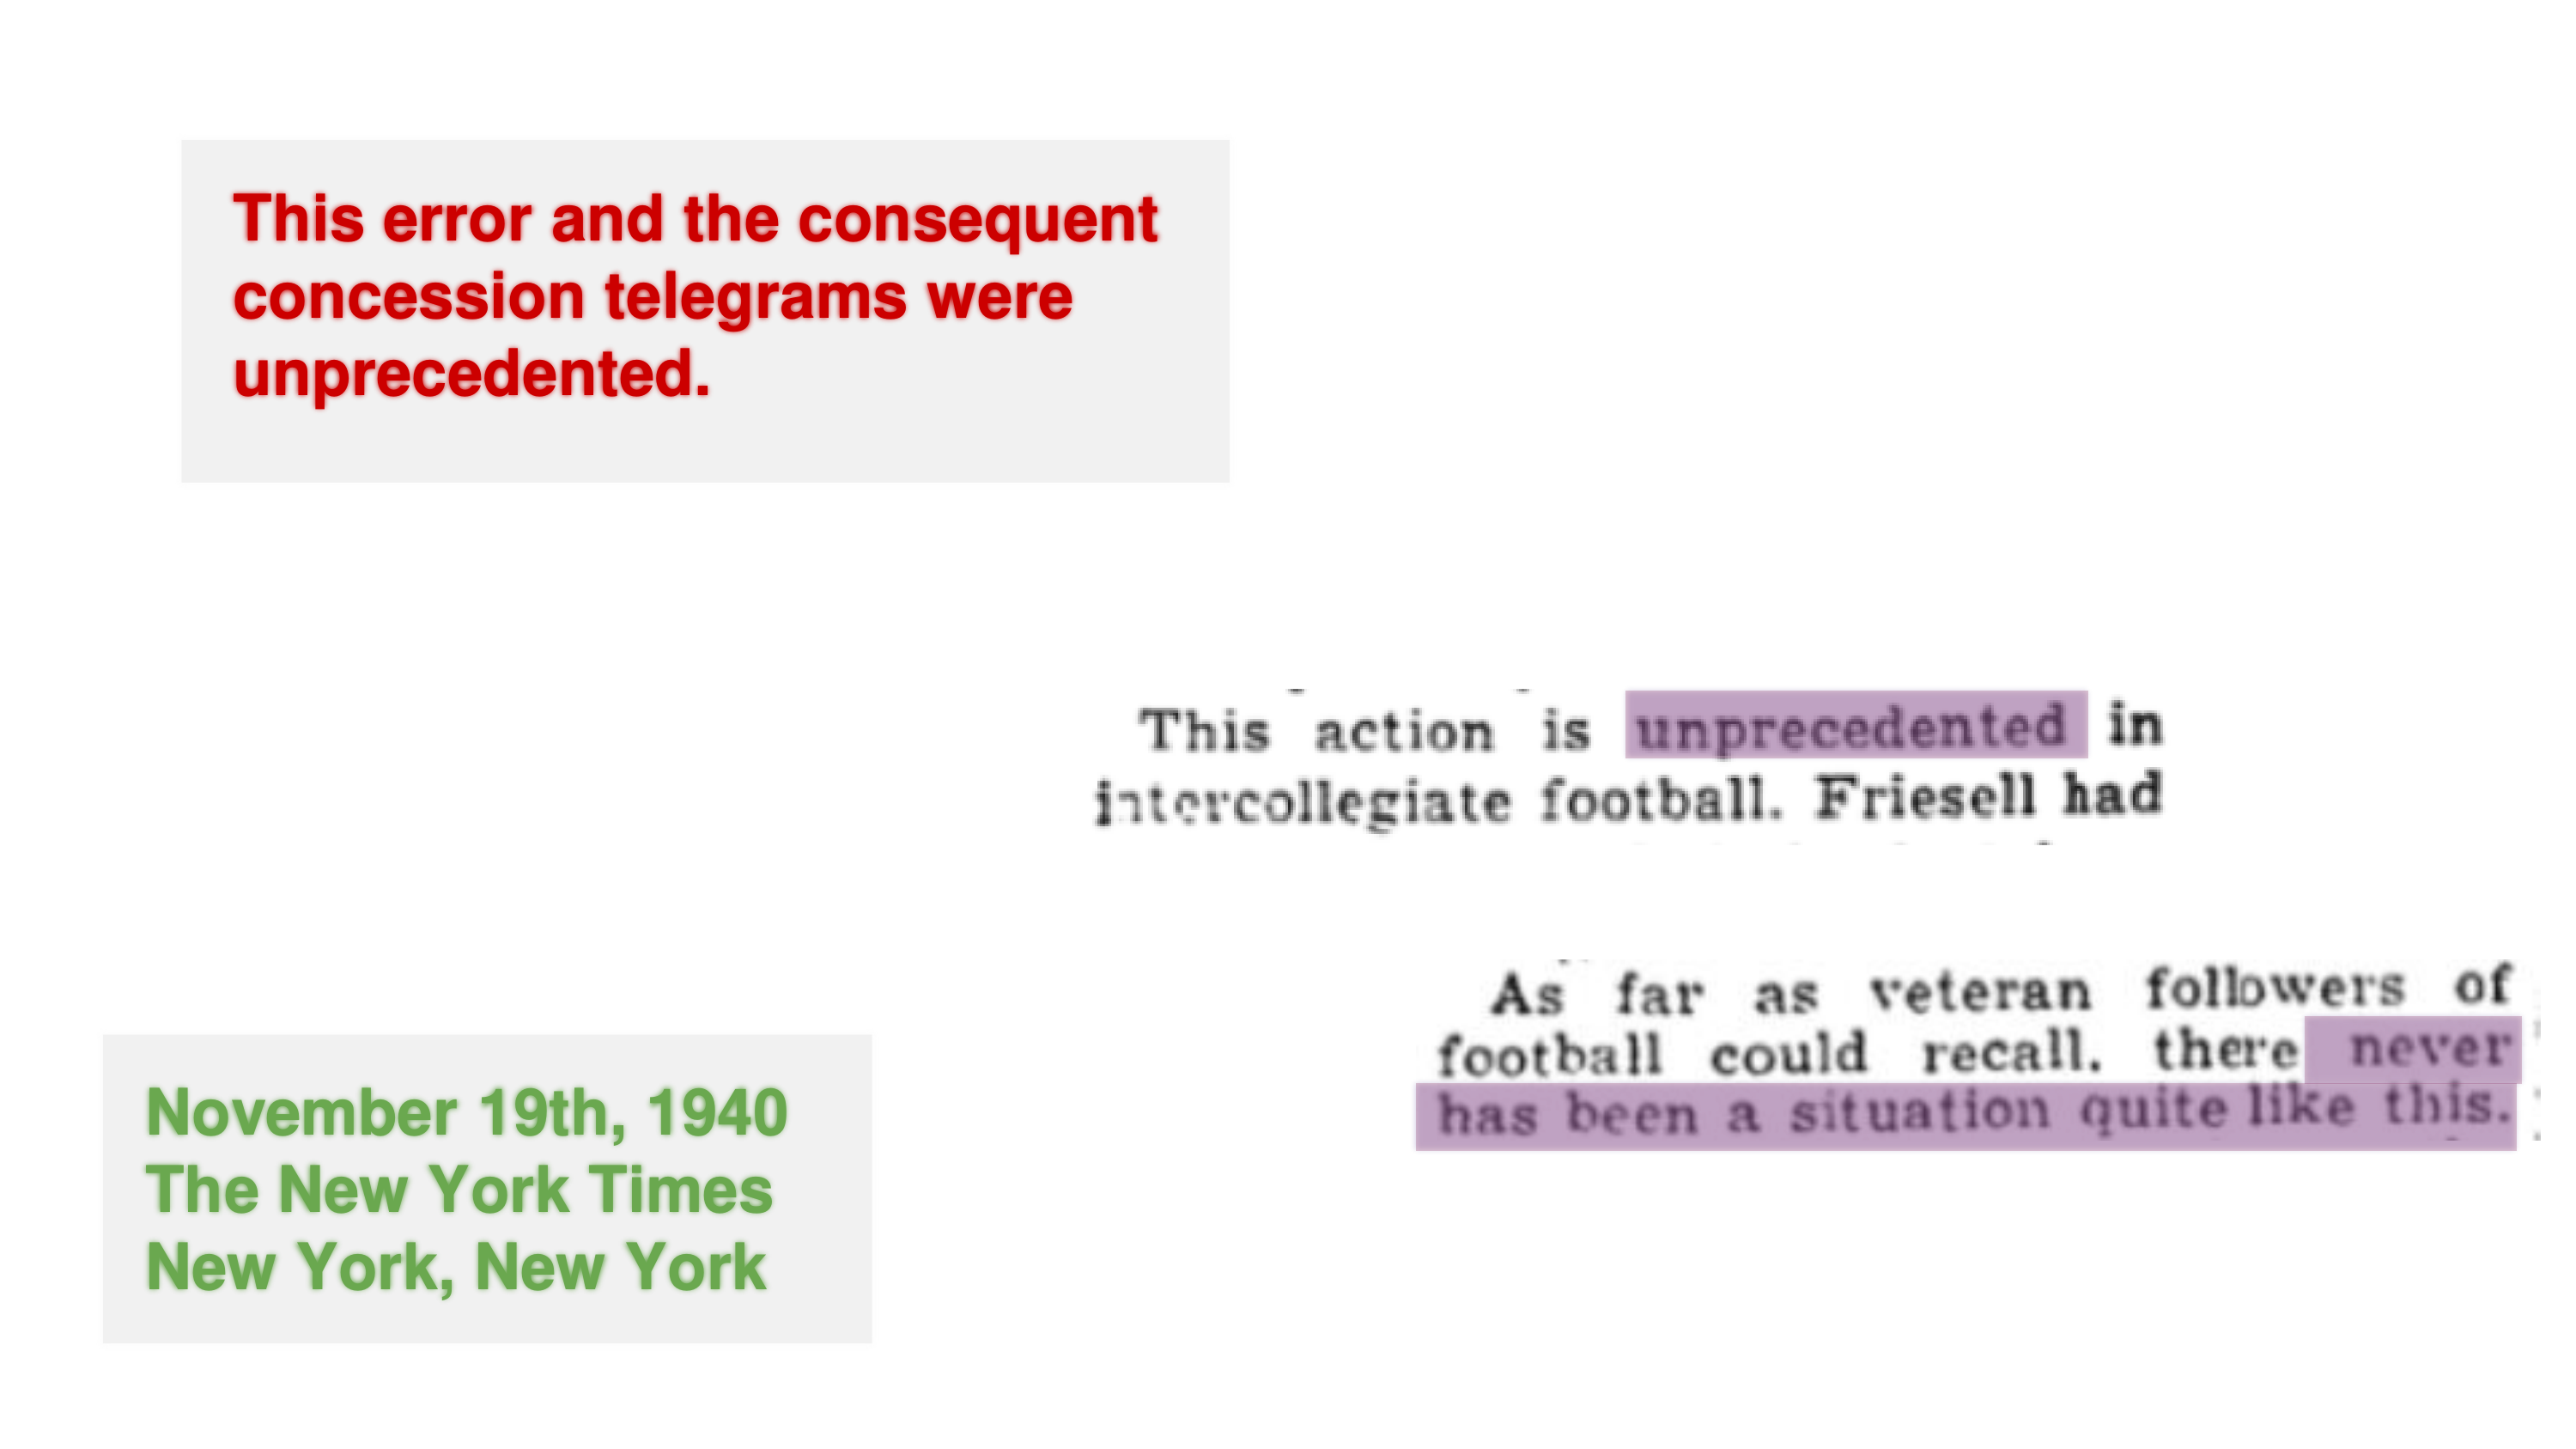 This error and the consequent
concession telegrams were
unprecedented.
This action is unprecedented in
intercollegiate football. Friesell had
As far as veteran followers of
football could recall, there never
has been a situation quite like this.
November 19th, 1940
The New York Times
New York, New York